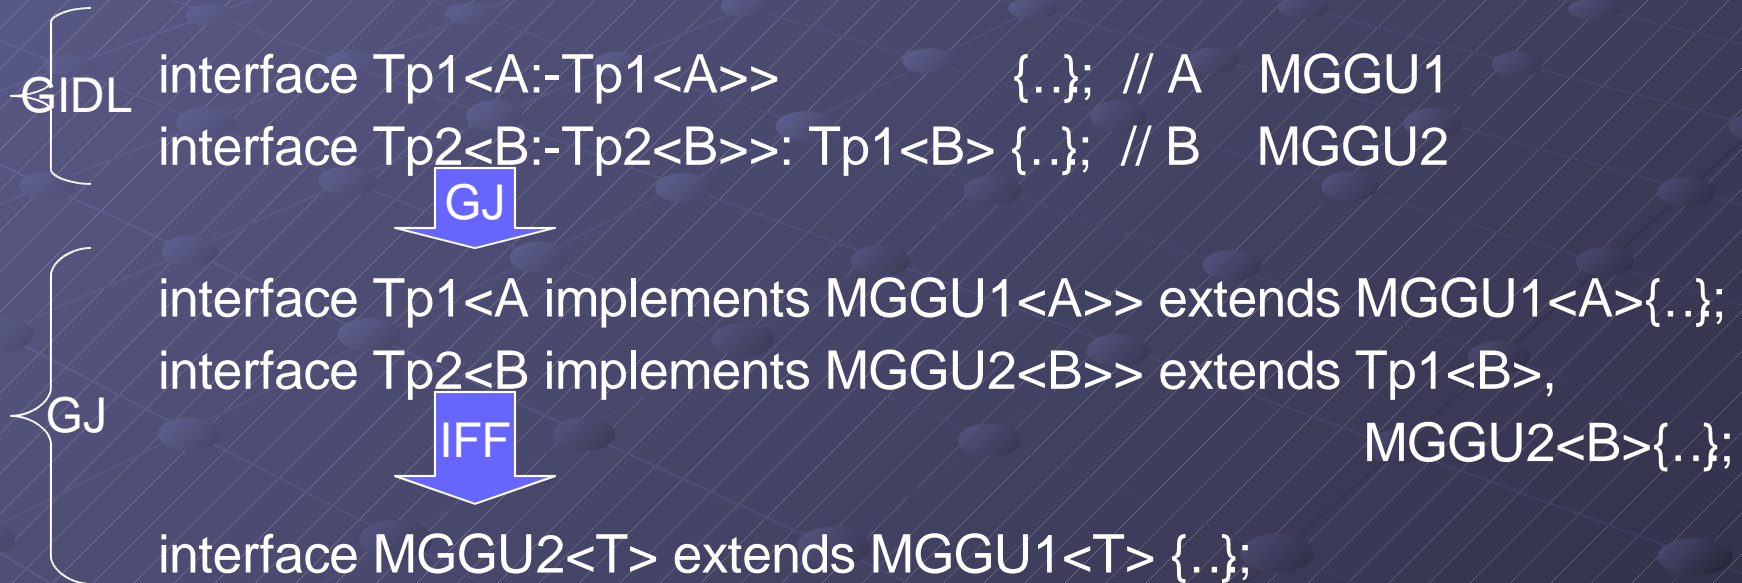 interface Tp1<A:-Tp1<A>> {..}; // A MGGU1
GIDL
interface Tp2<B:-Tp2<B>>: Tp1<B> {..}; // B MGGU2
GJ
interface Tp1<A implements MGGU1<A>> extends MGGU1<A>{..};
interface Tp2<B implements MGGU2<B>> extends Tp1<B>,
GJ
IFF
MGGU2<B>{..};
interface MGGU2<T> extends MGGU1<T> {..};